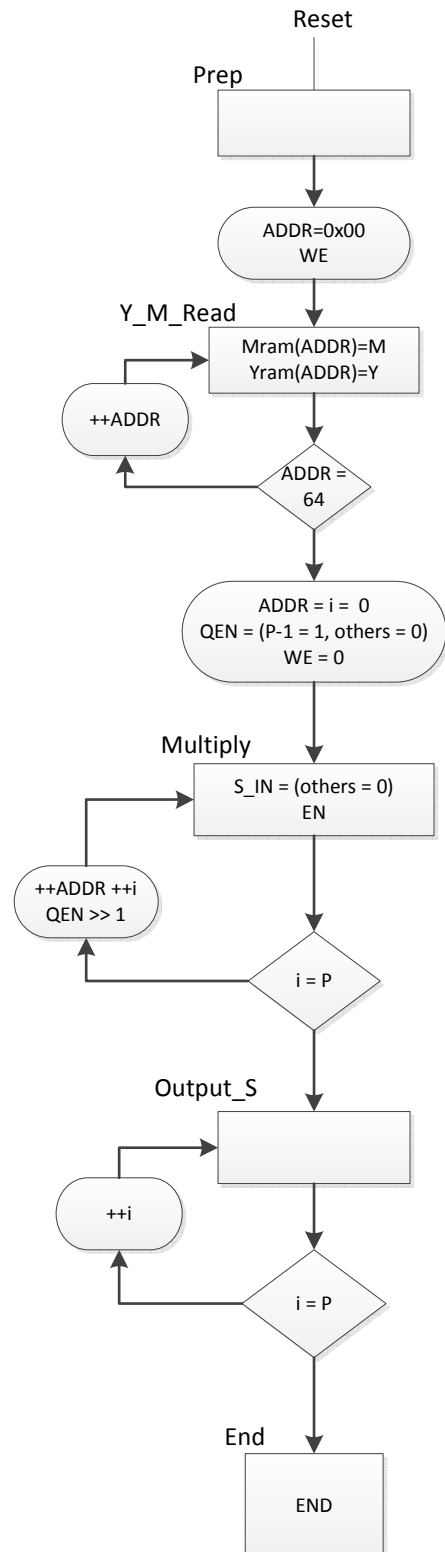 Reset
Prep
ADDR=0x00
WE
Y_M_Read
Mram(ADDR)=M
Yram(ADDR)=Y
++ADDR
ADDR =
64
ADDR = i = 0
QEN = (P-1 = 1, others = 0)
WE = 0
Multiply
S_IN = (others = 0)
EN
++ADDR ++i
QEN >> 1
i = P
Output_S
++i
i = P
End
END